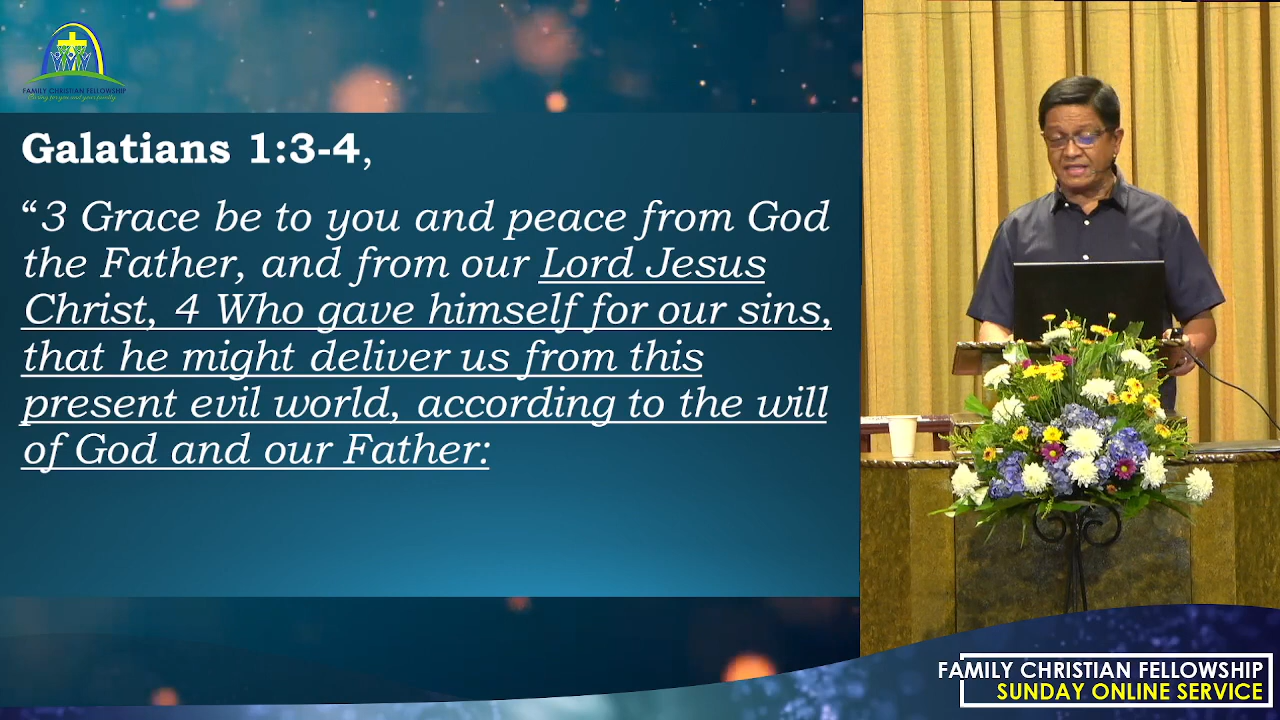 FAMILY CHRISTIAN FELLOWSHIP
Galatians 1:3-4,
“3 Grace be to you and peace from God
the Father, and from our Lord Jesus
Christ, 4 Who gave himself for our sins,
that he might deliver us from this
present evil world, according to the will
of God and our Father:
FAMILY CHRISTIAN FELLOWSHIP
SUNDAY ONLINE SERVICE